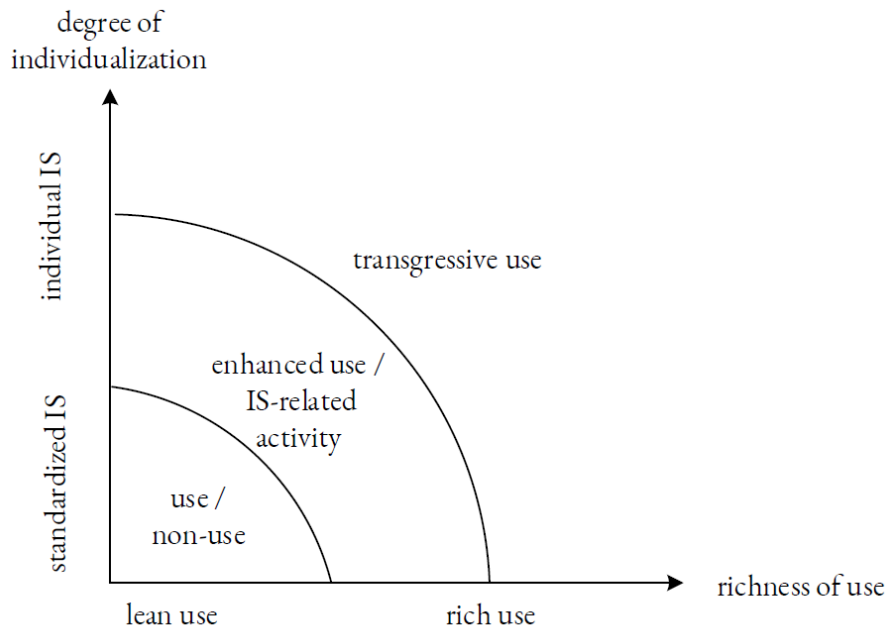 degree of
individualization
individual IS
transgressive use
enhanced use /
IS-related
activity
standardized IS
use /
non-use
richness of use
lean use
rich use